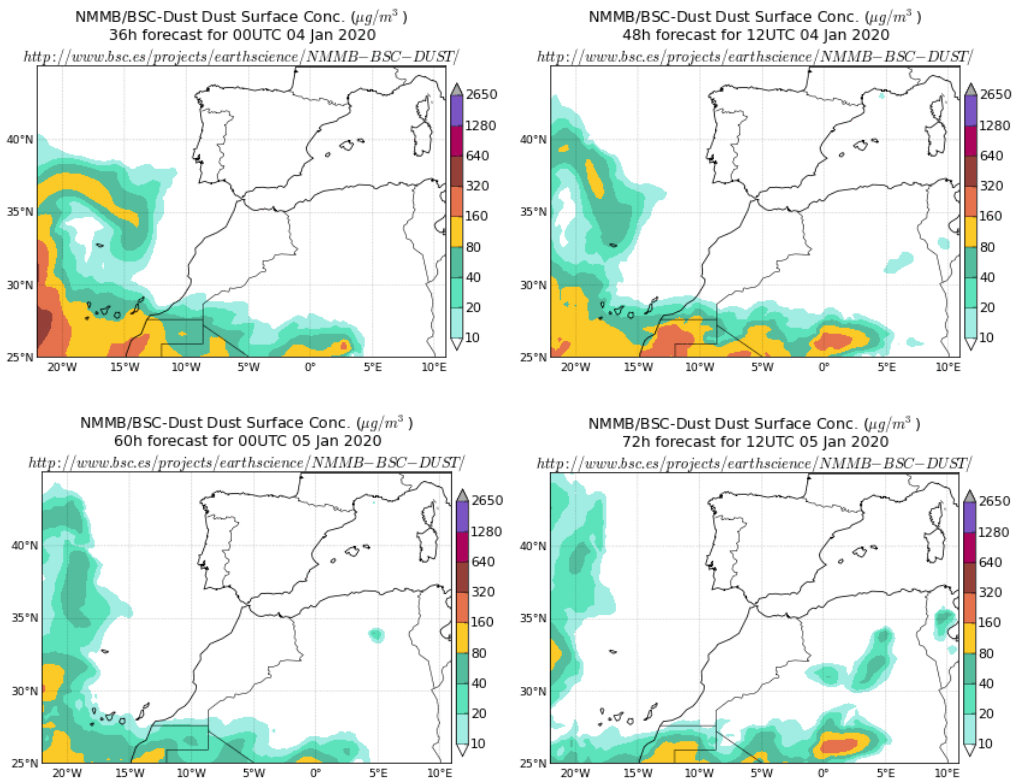 NMMB/BSC-Dust Dust Surface Conc. (μg/m³ )
36h forecast for 00UTC 04 Jan 2020
http://www.bsc.es/projects/earthscience/NMMB−BSC−DUST/
40°N
35°N
30°N
25°N
20°W 15°W 10°W 5°W 0° 5°E 10°E
2650
1280
640
320
160
80
40
20
10
NMMB/BSC-Dust Dust Surface Conc. (μg/m³ )
48h forecast for 12UTC 04 Jan 2020
http://www.bsc.es/projects/earthscience/NMMB−BSC−DUST/
40°N
35°N
30°N
25°N
20°W 15°W 10°W 5°W 0° 5°E 10°E
2650
1280
640
320
160
80
40
20
10
NMMB/BSC-Dust Dust Surface Conc. (μg/m³ )
60h forecast for 00UTC 05 Jan 2020
http://www.bsc.es/projects/earthscience/NMMB−BSC−DUST/
40°N
35°N
30°N
25°N
20°W 15°W 10°W 5°W 0° 5°E 10°E
2650
1280
640
320
160
80
40
20
10
NMMB/BSC-Dust Dust Surface Conc. (μg/m³ )
72h forecast for 12UTC 05 Jan 2020
http://www.bsc.es/projects/earthscience/NMMB−BSC−DUST/
40°N
35°N
30°N
25°N
20°W 15°W 10°W 5°W 0° 5°E 10°E
2650
1280
640
320
160
80
40
20
10